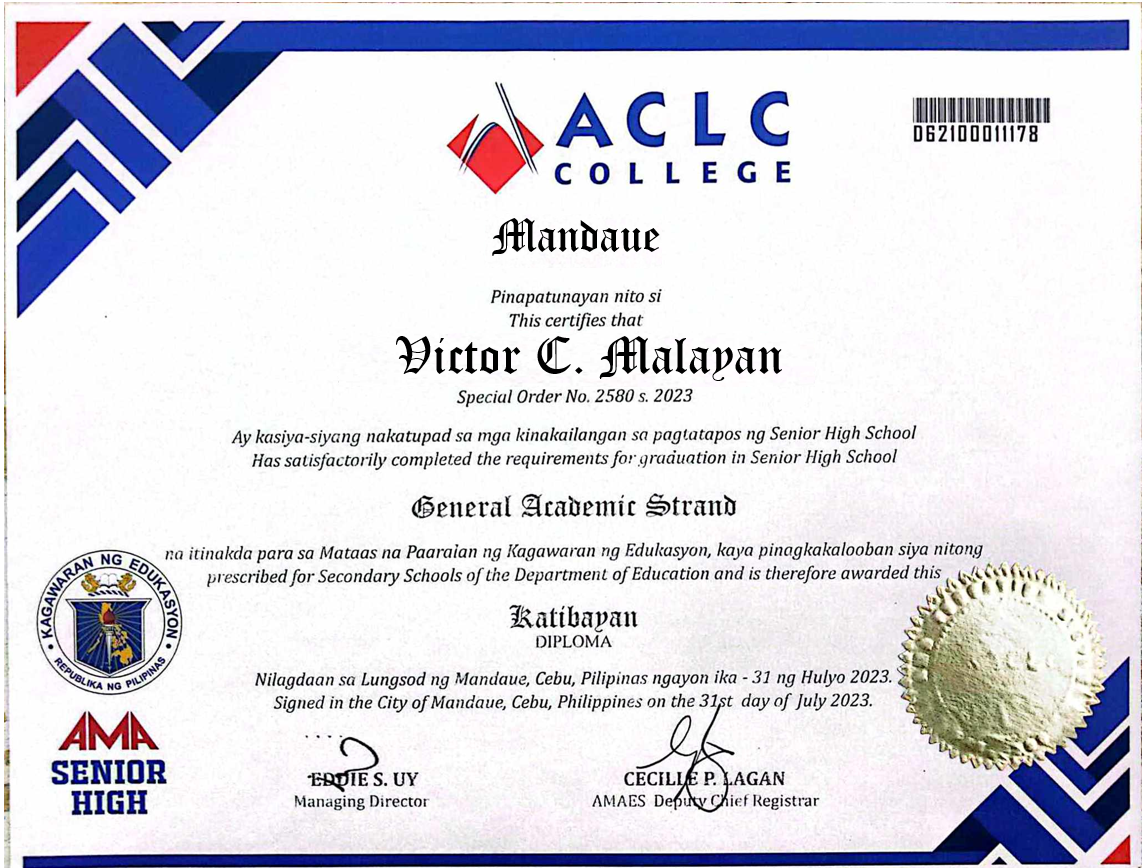 ACLC
COLLEGE
D62100011178
Mandaue
Pinapatunayan nito si
This certifies that
Victor C. Malayan
Special Order No. 2580 s. 2023
Ay kasiya-siyang nakatupad sa mga kinakailangan sa pagtatapos ng Senior High School
Has satisfactorily completed the requirements for graduation in Senior High School
General Academic Strand
na itinakda para sa Mataas na Paaralan ng Kagawaran ng Edukasyon, kaya pinagkakalooban siya nitong
prescribed for Secondary Schools of the Department of Education and is therefore awarded this
Katibayan
DIPLOMA
KAGAWARAN NG EDUKASYON
REPUBLIKA NG PILIPINAS
Nilagdaan sa Lungsod ng Mandaue, Cebu, Pilipinas ngayon ika - 31 ng Hulyo 2023.
Signed in the City of Mandaue, Cebu, Philippines on the 31st day of July 2023.
ACLC
AMA
SENIOR
HIGH
EDDIE S. UY
Managing Director
CECILLE P. LAGAN
AMAES Deputy Chief Registrar